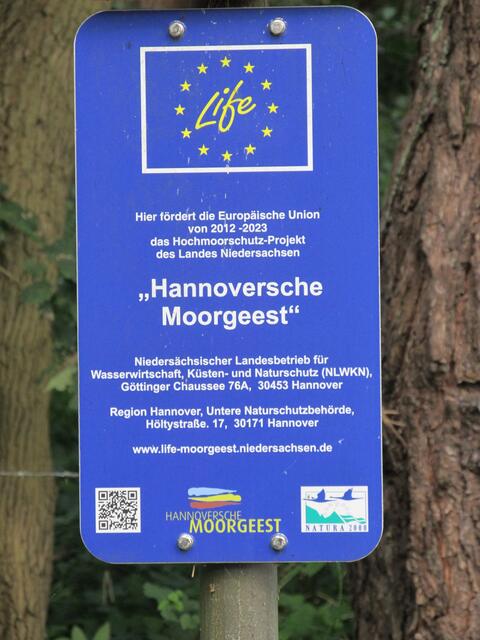 Life
Hier fördert die Europäische Union
von 2012 -2023
das Hochmoorschutz-Projekt
des Landes Niedersachsen
„Hannoversche
Moorgeest“
Niedersächsischer Landesbetrieb für
Wasserwirtschaft, Küsten- und Naturschutz (NLWKN),
Göttinger Chaussee 76A, 30453 Hannover
Region Hannover, Untere Naturschutzbehörde,
Höltystraße. 17, 30171 Hannover
www.life-moorgeest.niedersachsen.de
HANNOVERSCHE
MOORGEEST
NATURA 2000